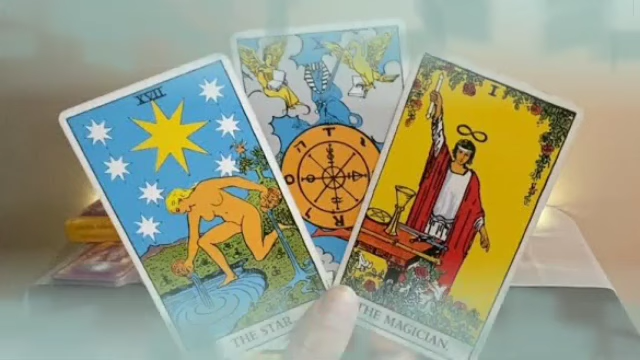 XVII
THE STAR.
X
T
A
R
O
I
THE MAGICIAN.